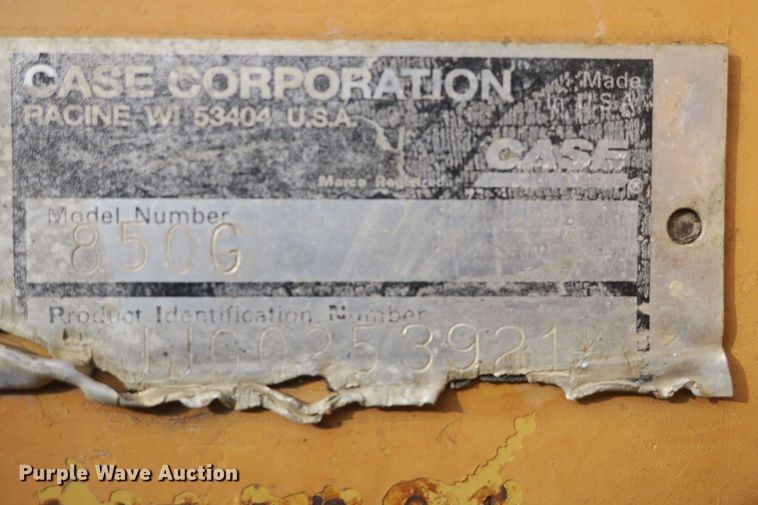 CASE CORPORATION
RACINE WI 53404 U.S.A.
Made
In U.S.A.
CASE
®
Marca Registrada
Model Number
850G
Product Identification Number
*JJG0253921*
Purple Wave Auction